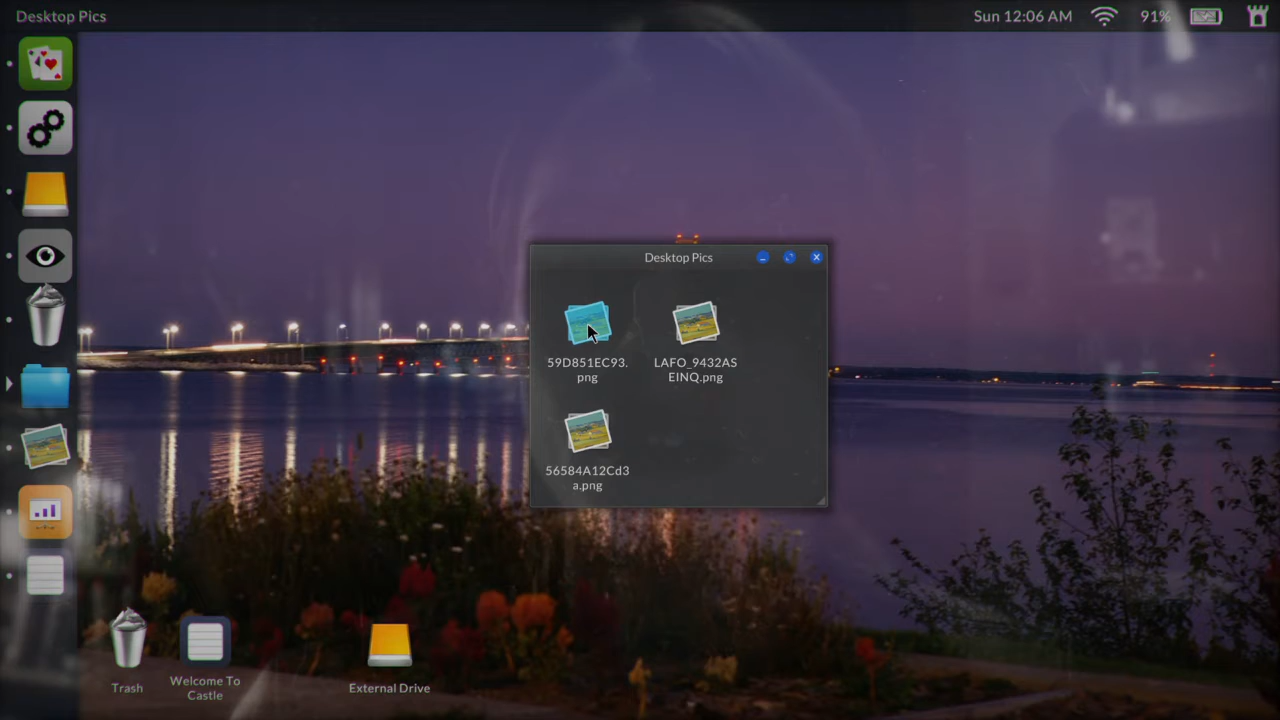 Desktop Pics
Sun 12:06 AM
91%
Desktop Pics
59D851EC93.
png
LAFO_9432AS
EINQ.png
56584A12Cd3
a.png
Trash
Welcome To
Castle
External Drive